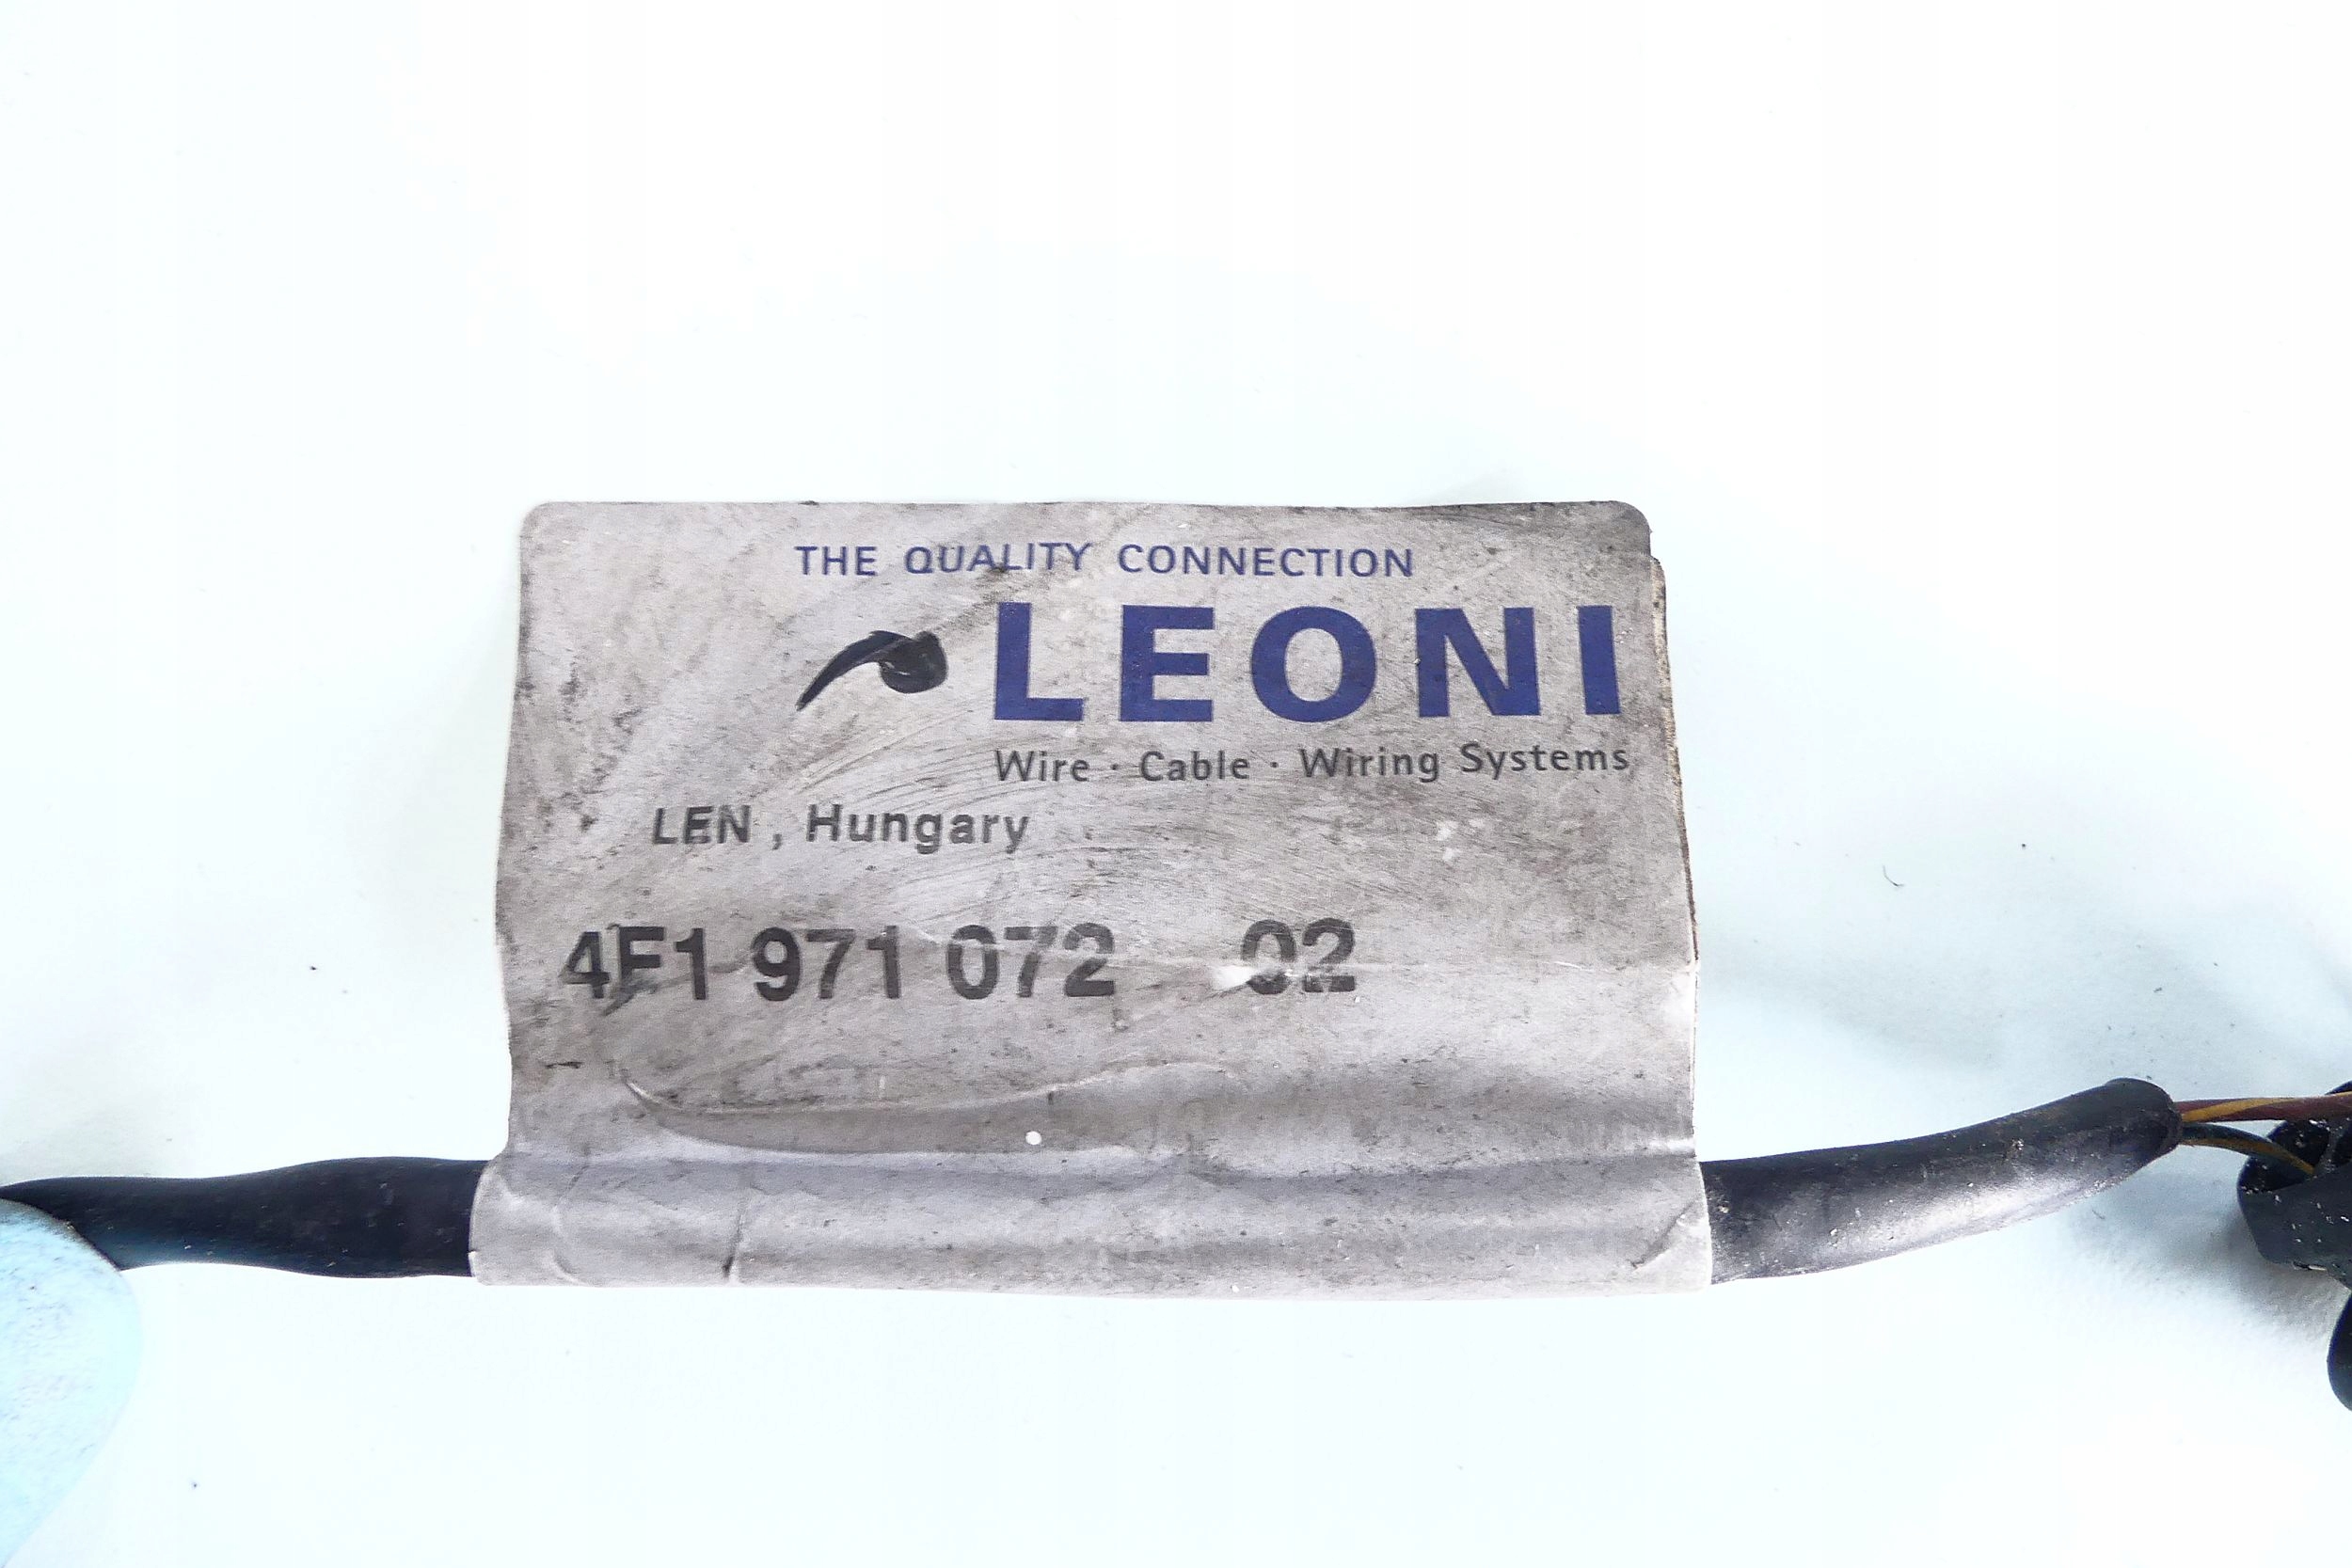 THE QUALITY CONNECTION
LEONI
Wire · Cable · Wiring Systems
LEN , Hungary
4F1 971 072 02